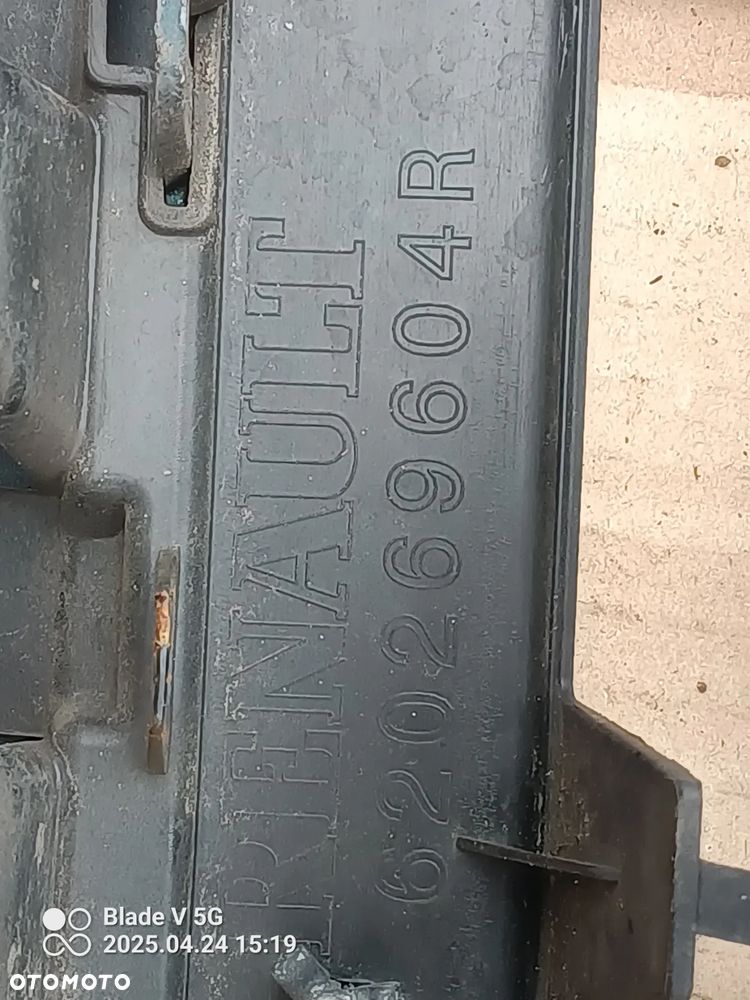 RENAULT
620269604R
Blade V 5G
2025.04.24 15:19
OTOMOTO